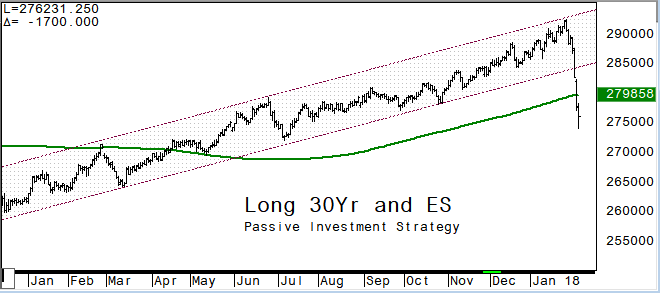 L=276231.250
Δ= -1700.000
290000
285000
279858
275000
270000
265000
260000
255000
Long 30Yr and ES
Passive Investment Strategy
Jan Feb Mar Apr May Jun Jul Aug Sep Oct Nov Dec Jan 18